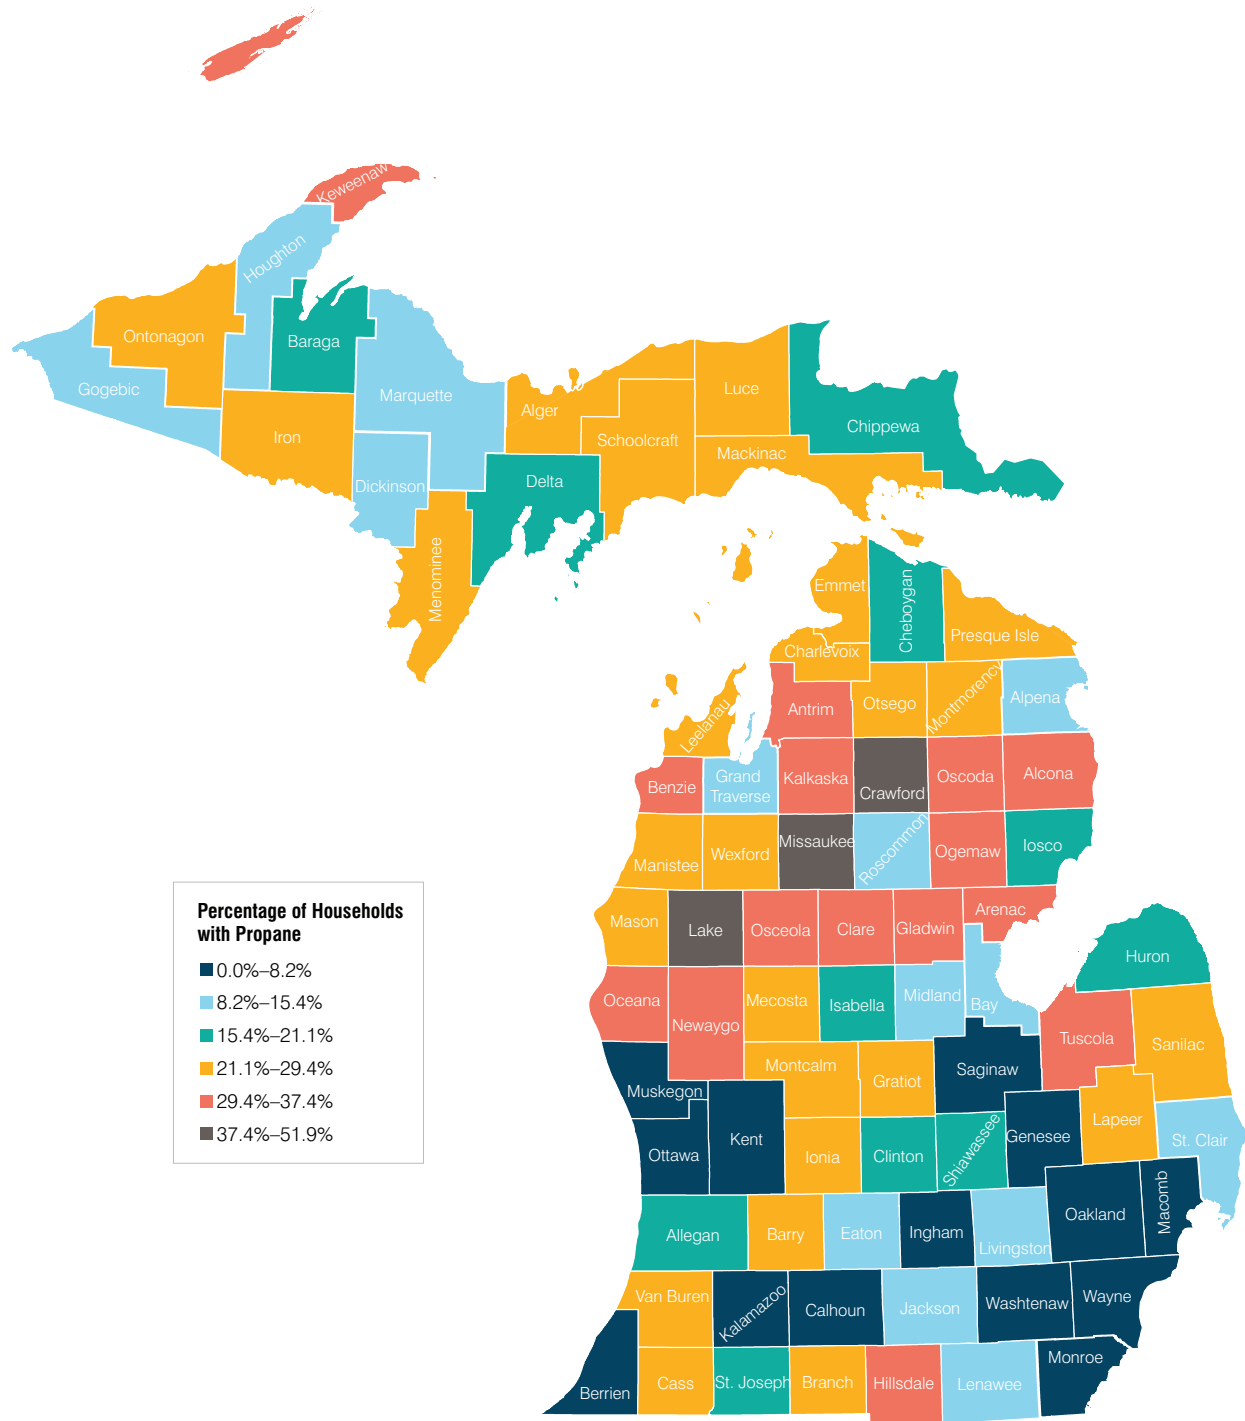 Keweenaw
Houghton
Ontonagon
Baraga
Gogebic
Marquette
Luce
Alger
Chippewa
Iron
Schoolcraft
Mackinac
Dickinson
Delta
Menominee
Emmet
Cheboygan
Presque Isle
Charlevoix
Leelanau
Antrim
Otsego
Montmorency
Alpena
Benzie
Grand
Traverse
Kalkaska
Crawford
Oscoda
Alcona
Manistee
Wexford
Missaukee
Roscommon
Ogemaw
Iosco
Mason
Lake
Osceola
Clare
Gladwin
Arenac
Huron
Oceana
Newaygo
Mecosta
Isabella
Midland
Bay
Tuscola
Sanilac
Percentage of Households
with Propane
0.0%–8.2%
8.2%–15.4%
15.4%–21.1%
21.1%–29.4%
29.4%–37.4%
37.4%–51.9%
Muskegon
Montcalm
Gratiot
Saginaw
Lapeer
Ottawa
Kent
Ionia
Clinton
Shiawassee
Genesee
St. Clair
Allegan
Barry
Eaton
Ingham
Livingston
Oakland
Macomb
Van Buren
Kalamazoo
Calhoun
Jackson
Washtenaw
Wayne
Berrien
Cass
St. Joseph
Branch
Hillsdale
Lenawee
Monroe